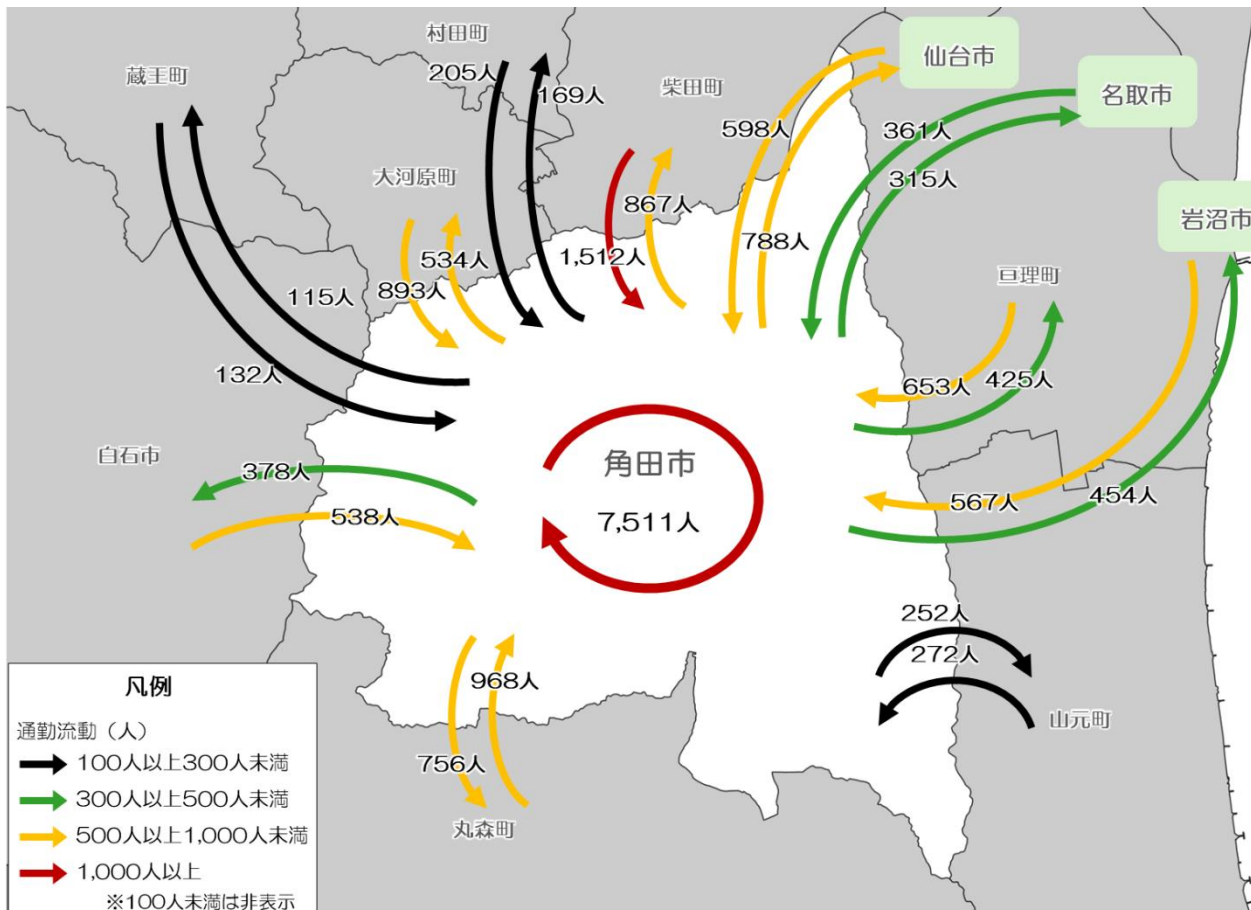 村田町
205人
169人
蔵王町
柴田町
仙台市
名取市
598人
361人
315人
大河原町
867人
788人
岩沼市
534人
1,512人
893人
亘理町
115人
132人
653人
425人
白石市
378人
角田市
454人
567人
538人
7,511人
252人
272人
968人
山元町
756人
丸森町
凡例
通勤流動（人）
100人以上300人未満
300人以上500人未満
500人以上1,000人未満
1,000人以上
※100人未満は非表示